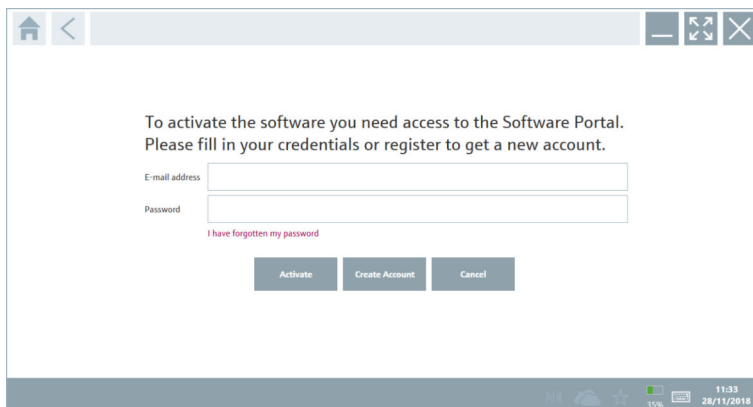 To activate the software you need access to the Software Portal.
Please fill in your credentials or register to get a new account.
E-mail address
Password
I have forgotten my password
Activate
Create Account
Cancel
11:33
35%
28/11/2018